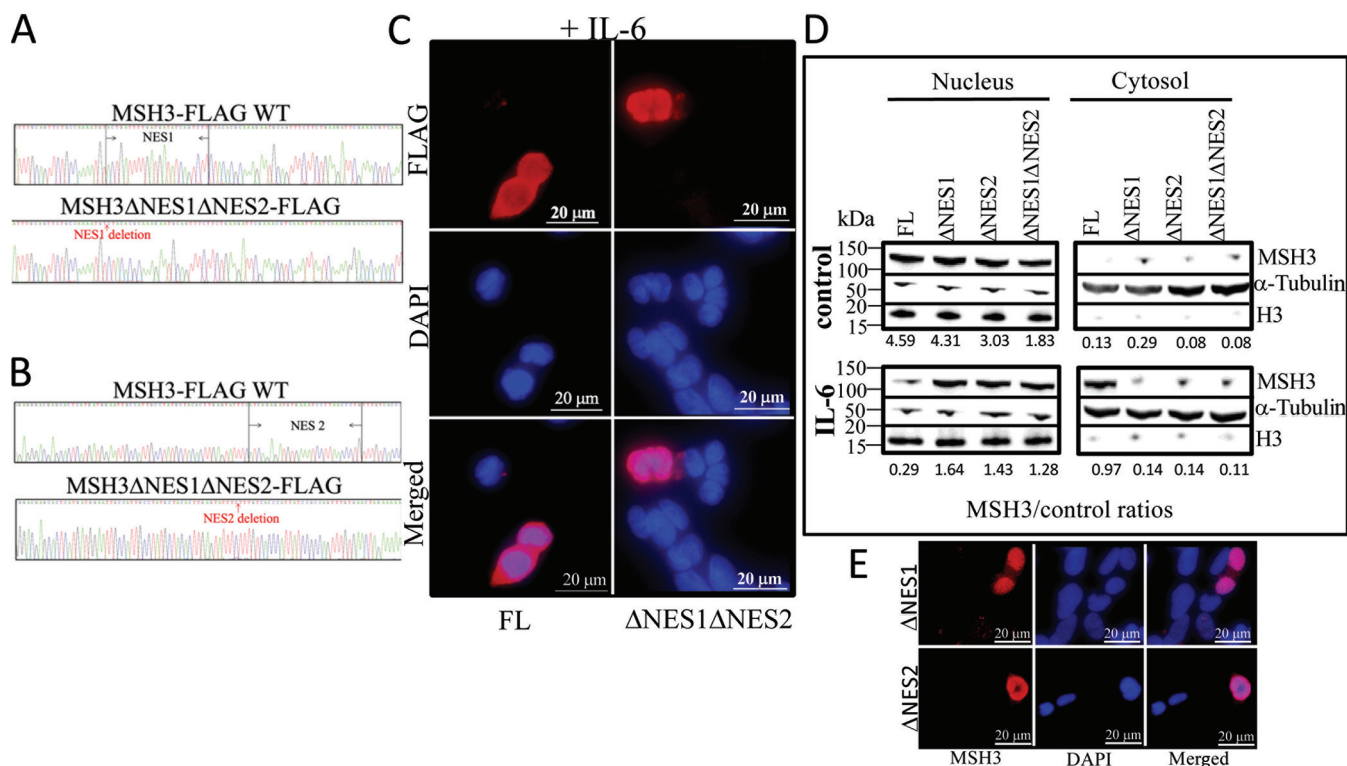 A
MSH3-FLAG WT
NES1
MSH3ΔNES1ΔNES2-FLAG
NES1 deletion
B
MSH3-FLAG WT
NES 2
MSH3ΔNES1ΔNES2-FLAG
NES2 deletion
C
+ IL-6
FLAG
20 μm
20 μm
DAPI
20 μm
20 μm
Merged
20 μm
20 μm
FL
ΔNES1ΔNES2
D
Nucleus
Cytosol
kDa
FL
ΔNES1
ΔNES2
ΔNES1ΔNES2
FL
ΔNES1
ΔNES2
ΔNES1ΔNES2
control
150
100
50
20
15
MSH3
α-Tubulin
H3
4.59 4.31 3.03 1.83
0.13 0.29 0.08 0.08
IL-6
150
100
50
20
15
MSH3
α-Tubulin
H3
0.29 1.64 1.43 1.28
0.97 0.14 0.14 0.11
MSH3/control ratios
E
ΔNES1
20 μm
20 μm
20 μm
ΔNES2
20 μm
20 μm
20 μm
MSH3
DAPI
Merged